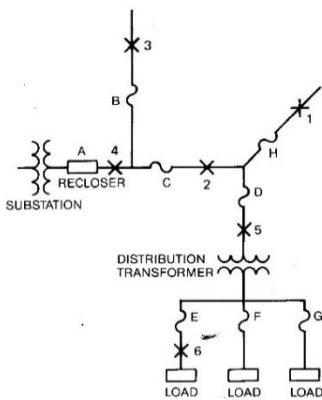 3
B
1
A
4
H
RECLOSER
C
2
D
SUBSTATION
5
DISTRIBUTION
TRANSFORMER
E
F
G
6
LOAD
LOAD
LOAD